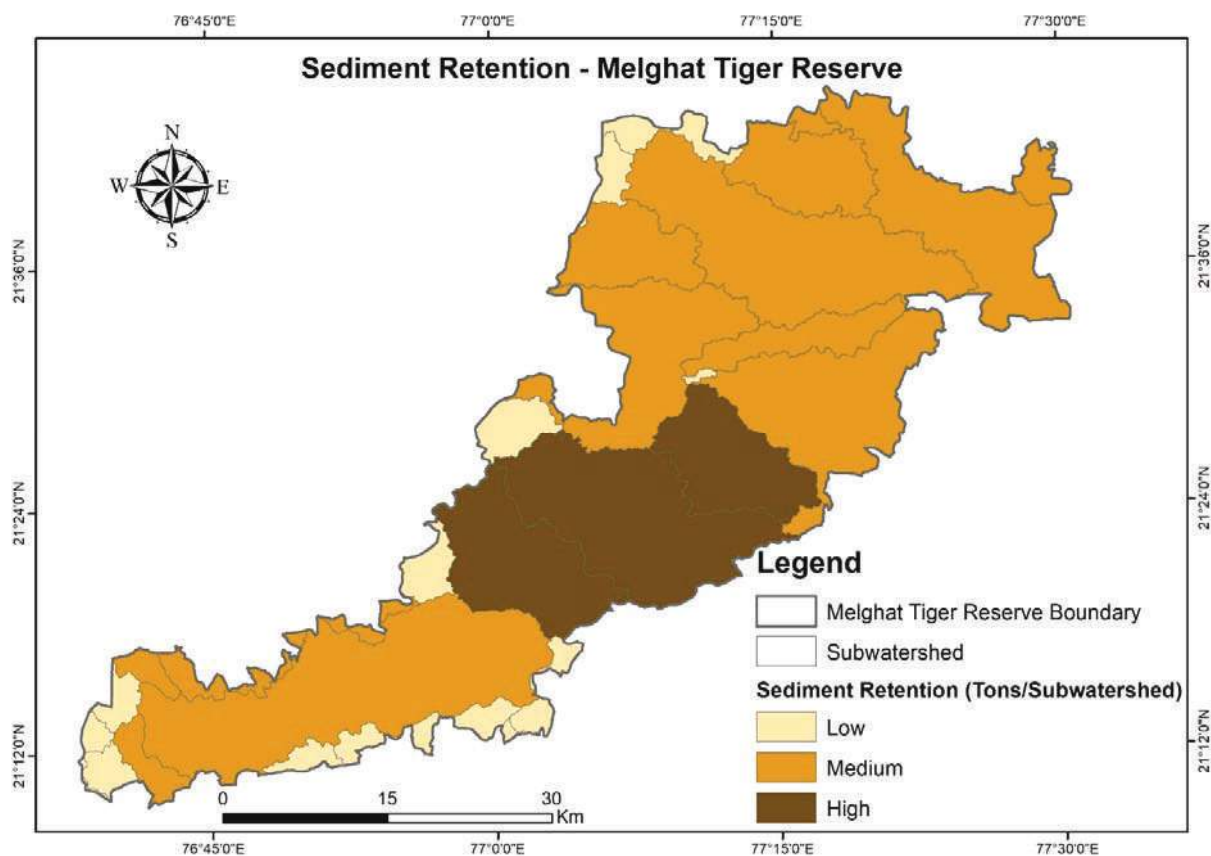 76°45'0"E 77°0'0"E 77°15'0"E 77°30'0"E
Sediment Retention - Melghat Tiger Reserve
N
W E
S
21°36'0"N 21°36'0"N
21°24'0"N 21°24'0"N
21°12'0"N 21°12'0"N
Legend
Melghat Tiger Reserve Boundary
Subwatershed
Sediment Retention (Tons/Subwatershed)
Low
Medium
High
0 15 30
Km
76°45'0"E 77°0'0"E 77°15'0"E 77°30'0"E